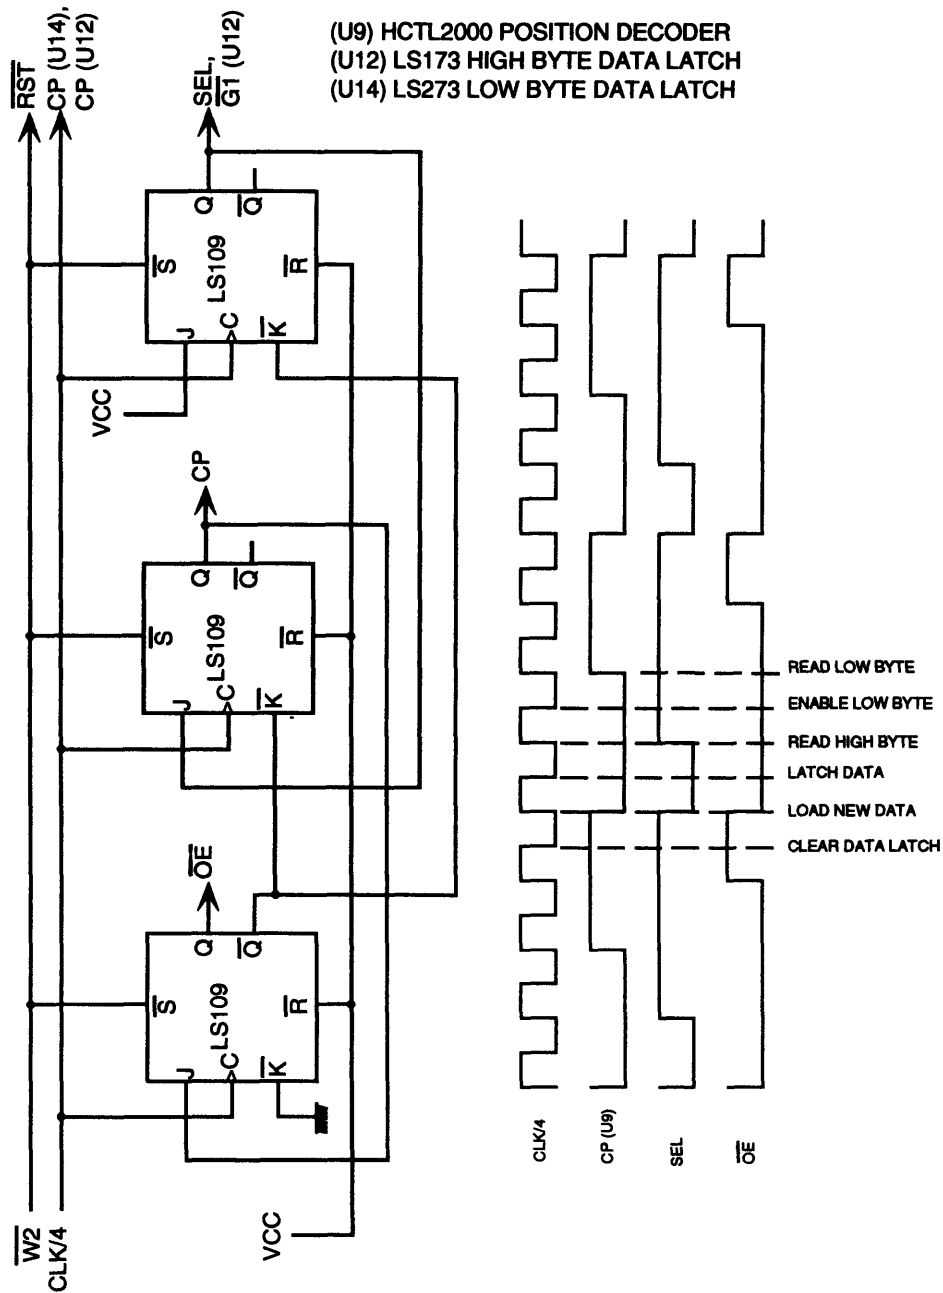 (U9) HCTL2000 POSITION DECODER
(U12) LS173 HIGH BYTE DATA LATCH
(U14) LS273 LOW BYTE DATA LATCH
RST
CP (U14),
CP (U12)
SEL,
G1 (U12)
Q
Q
S
LS109
R
J
C
K
VCC
CP
Q
Q
S
LS109
R
J
C
K
OE
Q
Q
S
LS109
R
J
C
K
W2
CLK/4
VCC
READ LOW BYTE
ENABLE LOW BYTE
READ HIGH BYTE
LATCH DATA
LOAD NEW DATA
CLEAR DATA LATCH
CLK/4
CP (U9)
SEL
OE